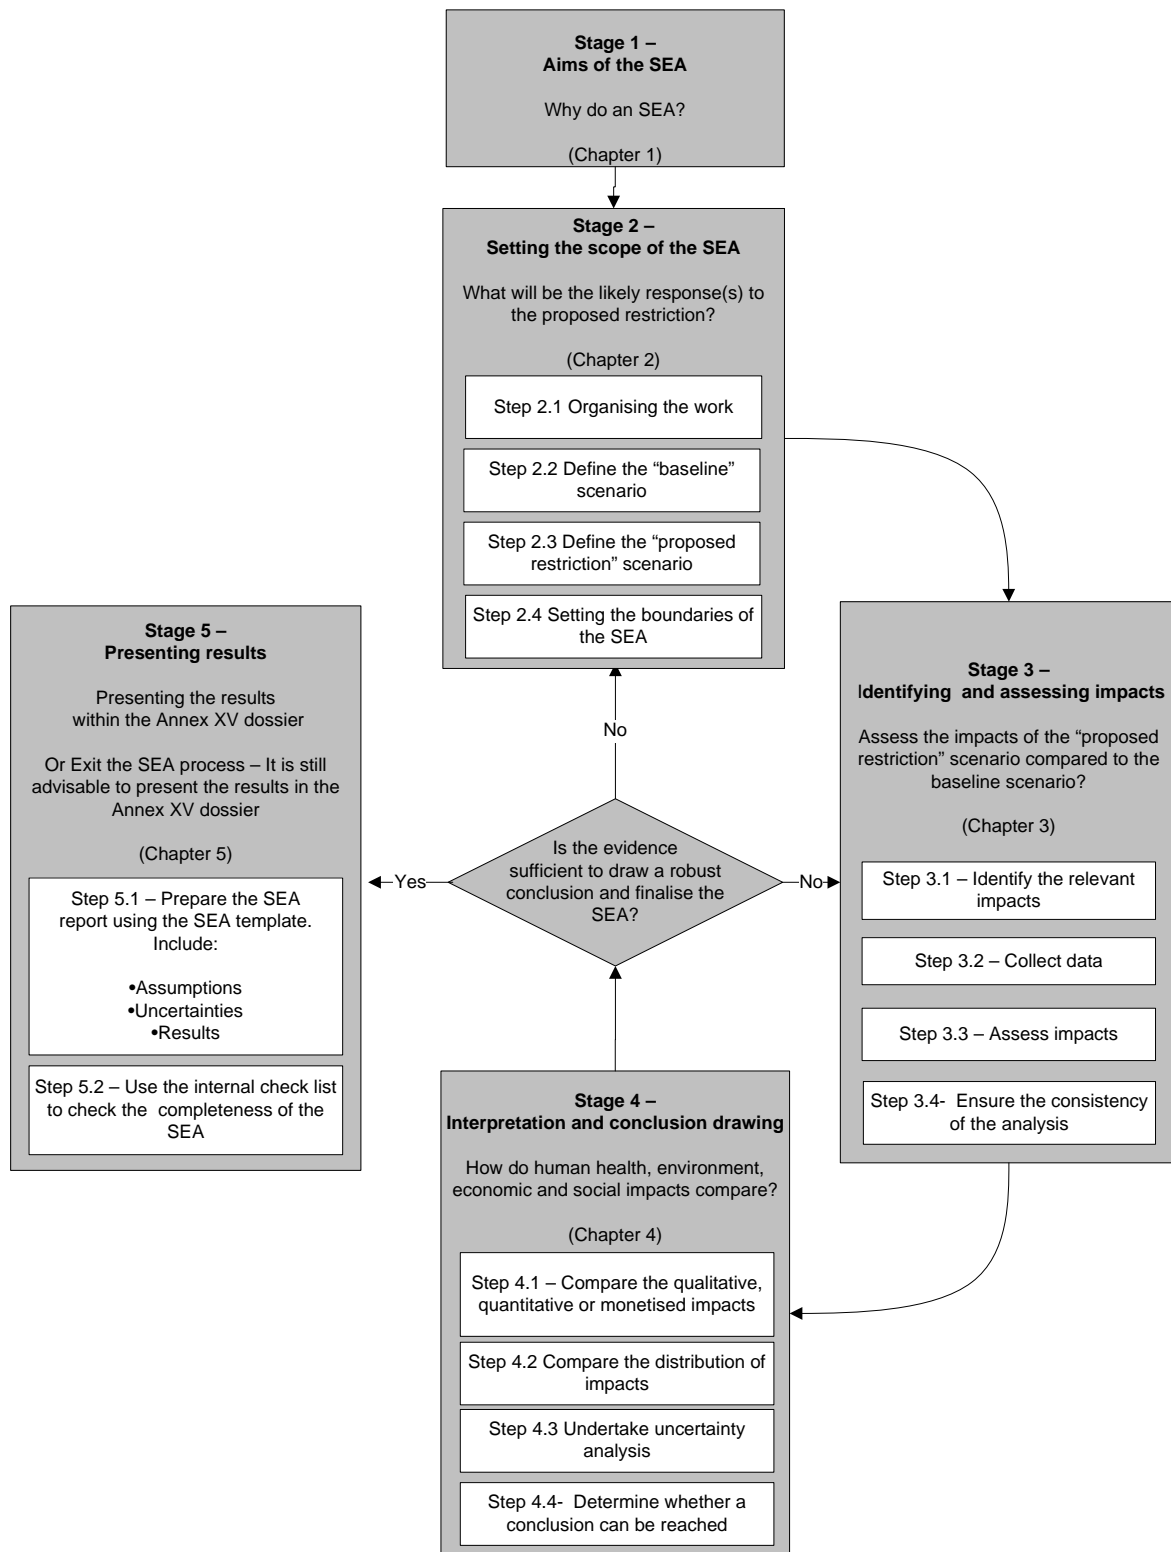 Stage 1 –
Aims of the SEA
Why do an SEA?
(Chapter 1)
Stage 2 –
Setting the scope of the SEA
What will be the likely response(s) to
the proposed restriction?
(Chapter 2)
Step 2.1 Organising the work
Step 2.2 Define the “baseline”
scenario
Step 2.3 Define the “proposed
restriction” scenario
Step 2.4 Setting the boundaries of
the SEA
Stage 3 –
Identifying and assessing impacts
Assess the impacts of the “proposed
restriction” scenario compared to the
baseline scenario?
(Chapter 3)
Step 3.1 – Identify the relevant
impacts
Step 3.2 – Collect data
Step 3.3 – Assess impacts
Step 3.4- Ensure the consistency
of the analysis
Stage 4 –
Interpretation and conclusion drawing
How do human health, environment,
economic and social impacts compare?
(Chapter 4)
Step 4.1 – Compare the qualitative,
quantitative or monetised impacts
Step 4.2 Compare the distribution of
impacts
Step 4.3 Undertake uncertainty
analysis
Step 4.4- Determine whether a
conclusion can be reached
Is the evidence
sufficient to draw a robust
conclusion and finalise the
SEA?
No
No
Yes
Stage 5 –
Presenting results
Presenting the results
within the Annex XV dossier
Or Exit the SEA process – It is still
advisable to present the results in the
Annex XV dossier
(Chapter 5)
Step 5.1 – Prepare the SEA
report using the SEA template.
Include:
•Assumptions
•Uncertainties
•Results
Step 5.2 – Use the internal check list
to check the completeness of the
SEA